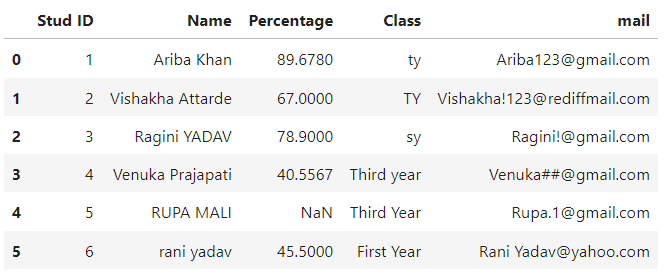 Stud ID Name Percentage Class mail
0 1 Ariba Khan 89.6780 ty Ariba123@gmail.com
1 2 Vishakha Attarde 67.0000 TY Vishakha!123@rediffmail.com
2 3 Ragini YADAV 78.9000 sy Ragini!@gmail.com
3 4 Venuka Prajapati 40.5567 Third year Venuka##@gmail.com
4 5 RUPA MALI NaN Third Year Rupa.1@gmail.com
5 6 rani yadav 45.5000 First Year Rani Yadav@yahoo.com